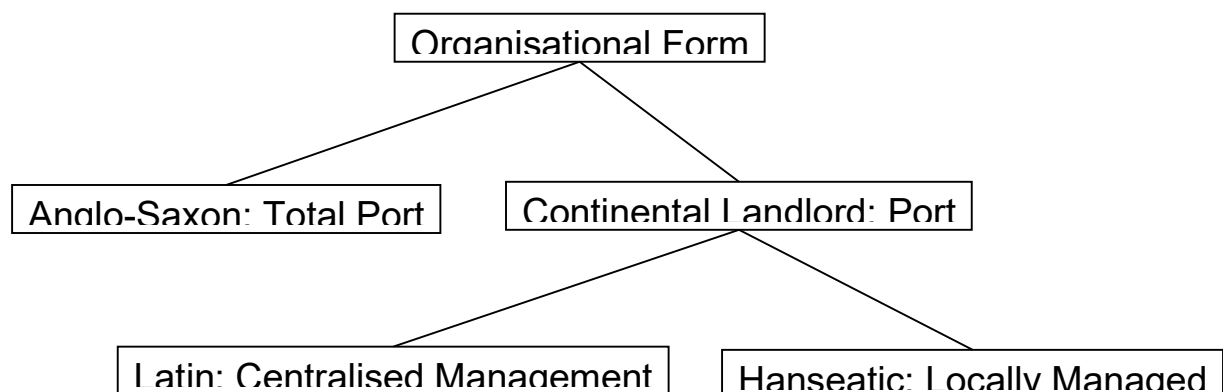 Organisational Form
Anglo-Saxon: Total Port
Continental Landlord: Port
Latin: Centralised Management
Hanseatic: Locally Managed